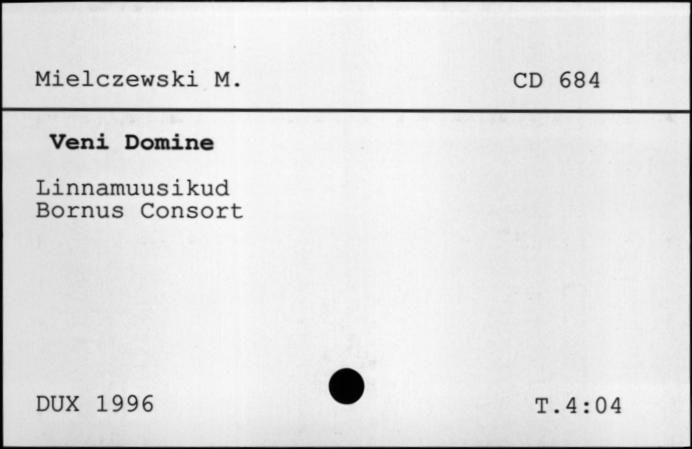 Mielczewski M. CD 684
Veni Domine
Linnamuusikud
Bornus Consort
DUX 1996 T.4:04